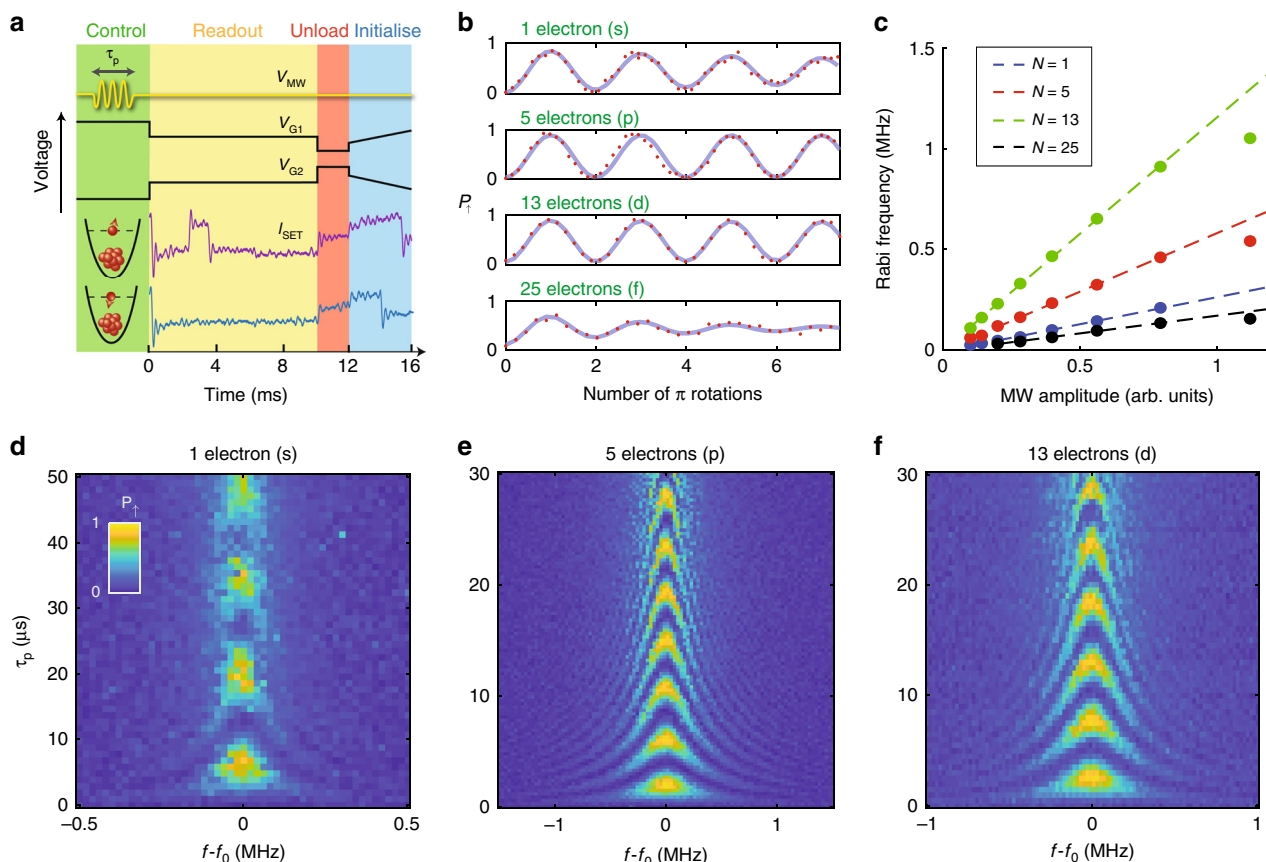 a
Control Readout Unload Initialise
τp
VMW
Voltage
VG1
VG2
ISET
0 4 8 10 12 16
Time (ms)
b
1 electron (s)
1
0
5 electrons (p)
1
0
P↑
13 electrons (d)
1
0
25 electrons (f)
1
0
0 2 4 6
Number of π rotations
c
1.5
1
0.5
0
Rabi frequency (MHz)
N = 1
N = 5
N = 13
N = 25
0 0.5 1
MW amplitude (arb. units)
d
1 electron (s)
50
40
30
20
10
0
τp (μs)
P↑
1
0
−0.5 0 0.5
f-f0 (MHz)
e
5 electrons (p)
30
20
10
0
−1 0 1
f-f0 (MHz)
f
13 electrons (d)
30
20
10
0
−1 0 1
f-f0 (MHz)